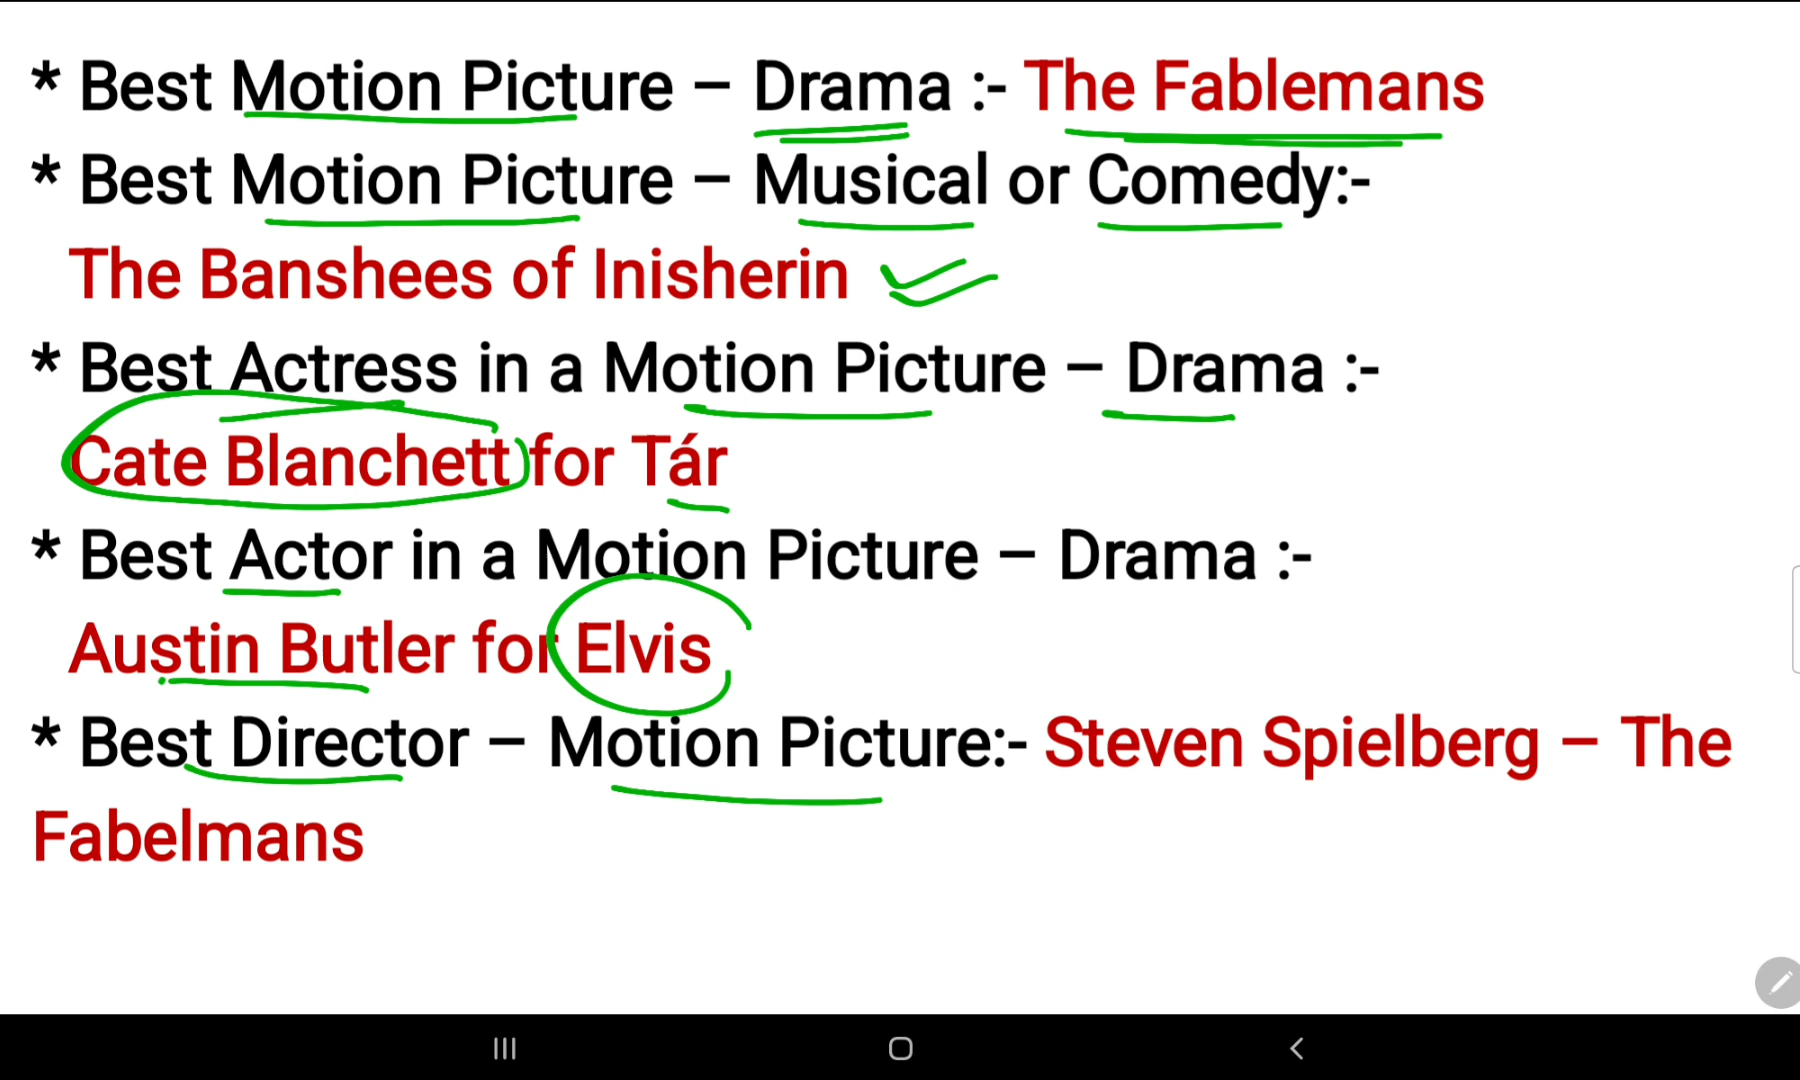 * Best Motion Picture – Drama :- The Fablemans
* Best Motion Picture – Musical or Comedy:-
The Banshees of Inisherin
* Best Actress in a Motion Picture – Drama :-
Cate Blanchett for Tár
* Best Actor in a Motion Picture – Drama :-
Austin Butler for Elvis
* Best Director – Motion Picture:- Steven Spielberg – The
Fabelmans